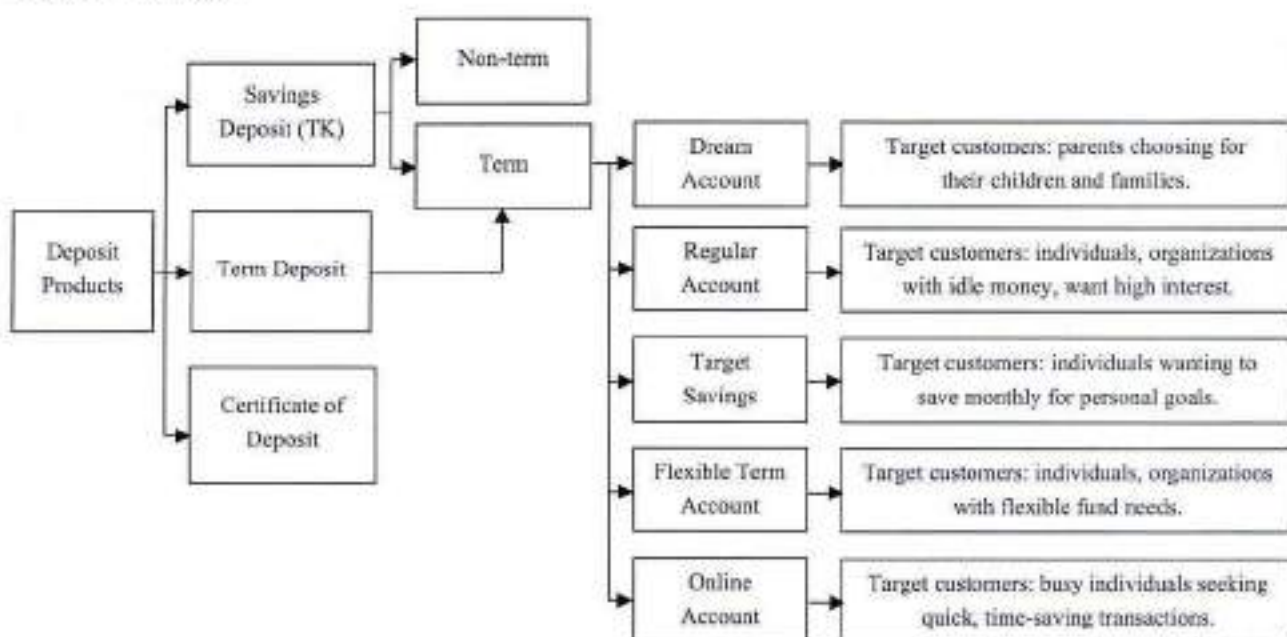 Non-term
Savings
Deposit (TK)
Term
Dream
Account
Target customers: parents choosing for
their children and families.
Deposit
Products
Term Deposit
Regular
Account
Target customers: individuals, organizations
with idle money, want high interest.
Certificate of
Deposit
Target
Savings
Target customers: individuals wanting to
save monthly for personal goals.
Flexible Term
Account
Target customers: individuals, organizations
with flexible fund needs.
Online
Account
Target customers: busy individuals seeking
quick, time-saving transactions.